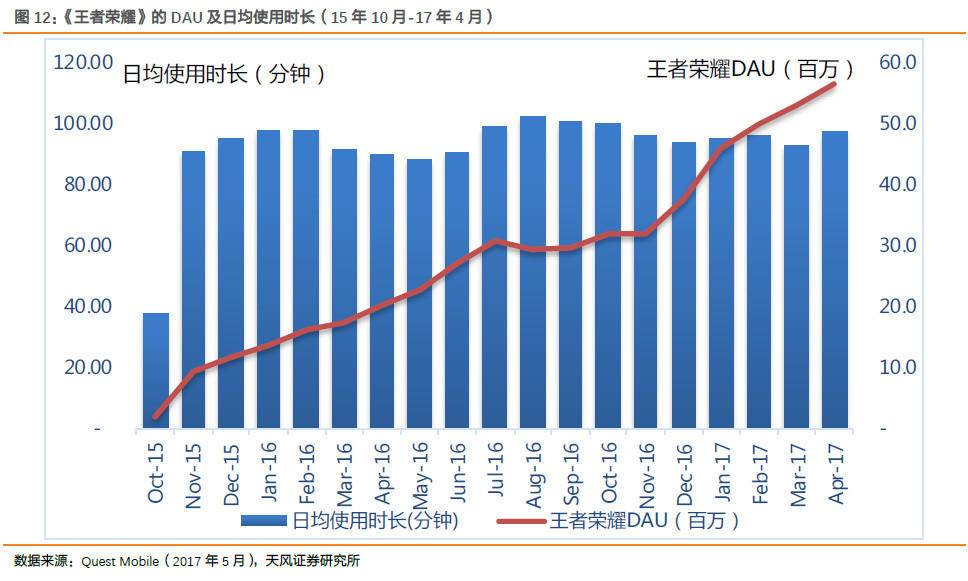 图 12：《王者荣耀》的 DAU 及日均使用时长（15 年 10 月-17 年 4 月）
日均使用时长（分钟）
王者荣耀DAU（百万）
120.00
100.00
80.00
60.00
40.00
20.00
-
60.0
50.0
40.0
30.0
20.0
10.0
-
Oct-15
Nov-15
Dec-15
Jan-16
Feb-16
Mar-16
Apr-16
May-16
Jun-16
Jul-16
Aug-16
Sep-16
Oct-16
Nov-16
Dec-16
Jan-17
Feb-17
Mar-17
Apr-17
日均使用时长(分钟)
王者荣耀DAU（百万）
数据来源：Quest Mobile（2017 年 5 月），天风证券研究所